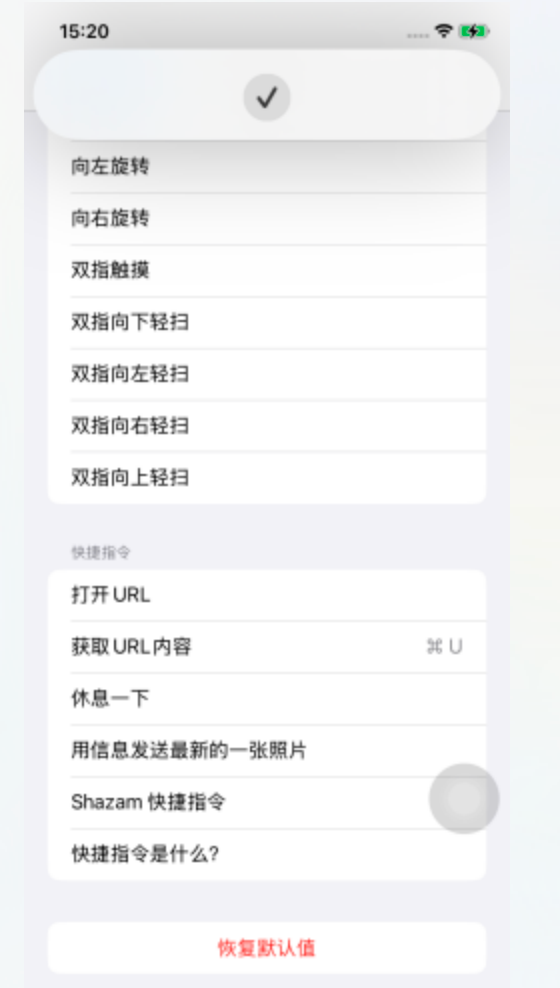 15:20
向左旋转
向右旋转
双指触摸
双指向下轻扫
双指向左轻扫
双指向右轻扫
双指向上轻扫
快捷指令
打开 URL
获取 URL 内容 ⌘ U
休息一下
用信息发送最新的一张照片
Shazam 快捷指令
快捷指令是什么?
恢复默认值